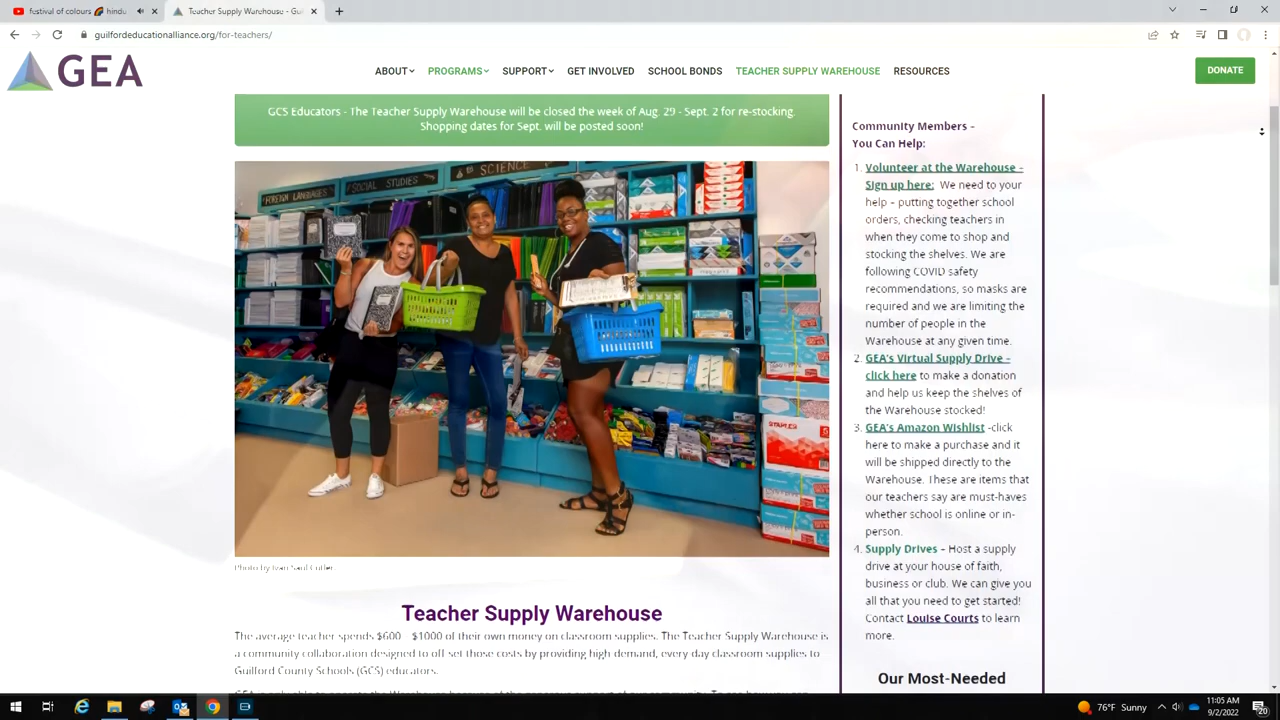 festival of colours 🌈 hindu
Teacher Supply Warehouse - Gui
guilfordeducationalliance.org/for-teachers/
GEA
ABOUT
PROGRAMS
SUPPORT
GET INVOLVED
SCHOOL BONDS
TEACHER SUPPLY WAREHOUSE
RESOURCES
DONATE
GCS Educators - The Teacher Supply Warehouse will be closed the week of Aug. 29 - Sept. 2 for re-stocking.
Shopping dates for Sept. will be posted soon!
FOREIGN LANGUAGES
SOCIAL STUDIES
SCIENCE
STAPLES
Photo by Ivan Saul Cutler.
Teacher Supply Warehouse
The average teacher spends $600 - $1000 of their own money on classroom supplies. The Teacher Supply Warehouse is
a community collaboration designed to off-set those costs by providing high-demand, every-day classroom supplies to
Guilford County Schools (GCS) educators.
Community Members –
You Can Help:
1. Volunteer at the Warehouse –
Sign up here: We need to your
help – putting together school
orders, checking teachers in
when they come to shop and
stocking the shelves. We are
following COVID safety
recommendations, so masks are
required and we are limiting the
number of people in the
Warehouse at any given time.
2. GEA's Virtual Supply Drive –
click here to make a donation
and help us keep the shelves of
the Warehouse stocked!
3. GEA's Amazon Wishlist -click
here to make a purchase and it
will be shipped directly to the
Warehouse. These are items that
our teachers say are must-haves
whether school is online or in-
person.
4. Supply Drives – Host a supply
drive at your house of faith,
business or club. We can give you
all that you need to get started!
Contact Louise Courts to learn
more.
Our Most-Needed
76°F Sunny
11:05 AM
9/2/2022
20